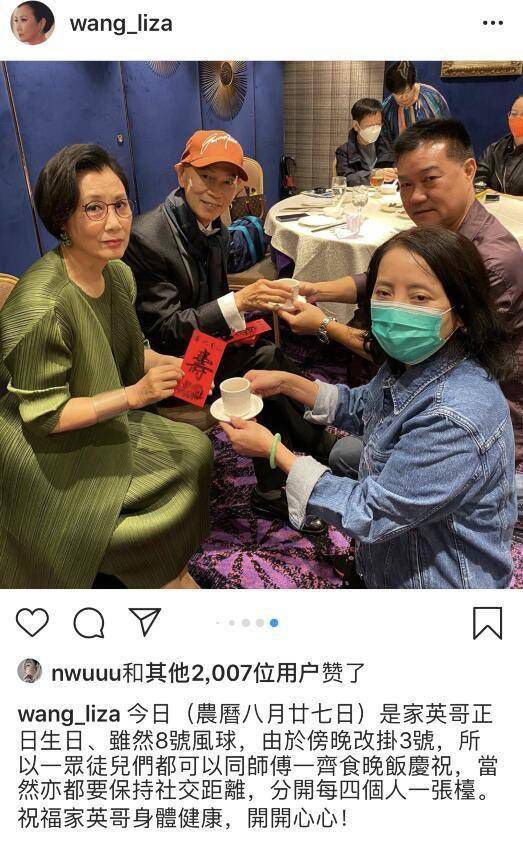 wang_liza
壽
nwuuu和其他2,007位用户赞了
wang_liza 今日（農曆八月廿七日）是家英哥正
日生日、雖然8號風球，由於傍晚改掛3號，所
以一眾徒兒們都可以同師傅一齊食晚飯慶祝，當
然亦都要保持社交距離，分開每四個人一張檯。
祝福家英哥身體健康，開開心心！